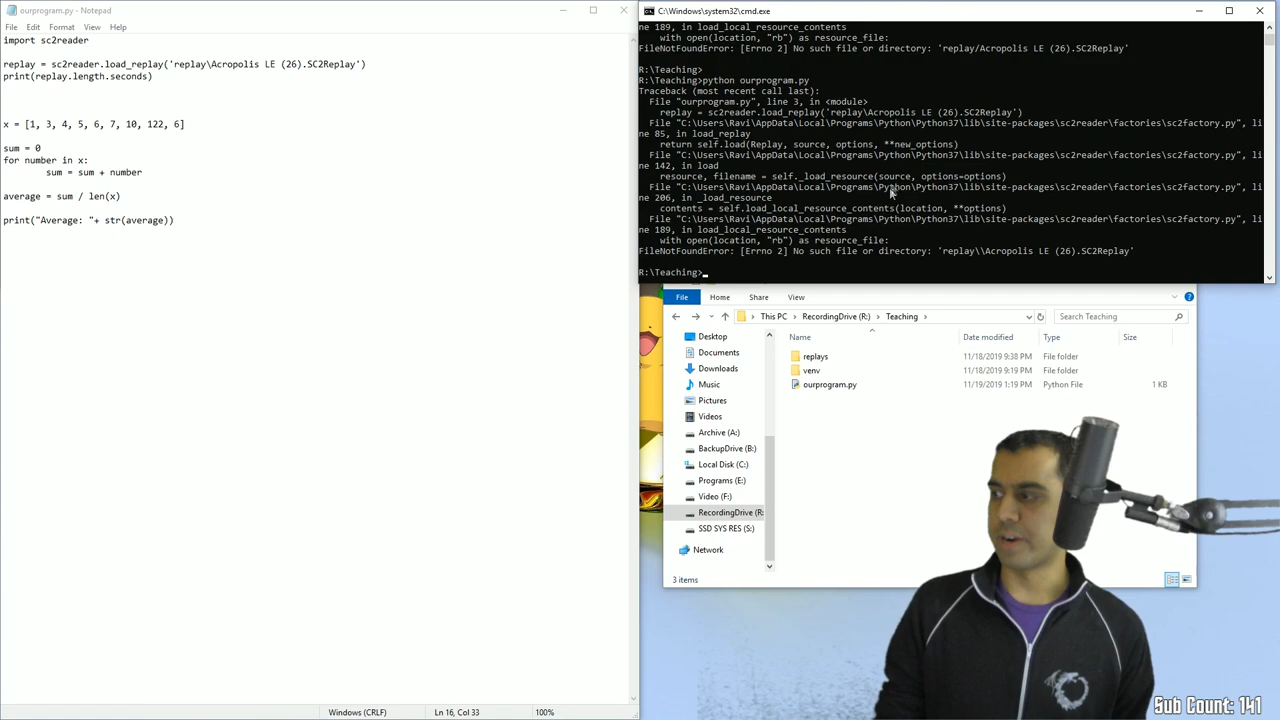 ourprogram.py - Notepad
File Edit Format View Help
import sc2reader
replay = sc2reader.load_replay('replay\Acropolis LE (26).SC2Replay')
print(replay.length.seconds)
x = [1, 3, 4, 5, 6, 7, 10, 122, 6]
sum = 0
for number in x:
sum = sum + number
average = sum / len(x)
print("Average: "+ str(average))
Windows (CRLF) Ln 16, Col 33 100%
C:\Windows\system32\cmd.exe
ne 189, in load_local_resource_contents
with open(location, "rb") as resource_file:
FileNotFoundError: [Errno 2] No such file or directory: 'replay/Acropolis LE (26).SC2Replay'
R:\Teaching>
R:\Teaching>python ourprogram.py
Traceback (most recent call last):
File "ourprogram.py", line 3, in <module>
replay = sc2reader.load_replay('replay\Acropolis LE (26).SC2Replay')
File "C:\Users\Ravi\AppData\Local\Programs\Python\Python37\lib\site-packages\sc2reader\factories\sc2factory.py", li
ne 85, in load_replay
return self.load(Replay, source, options, **new_options)
File "C:\Users\Ravi\AppData\Local\Programs\Python\Python37\lib\site-packages\sc2reader\factories\sc2factory.py", li
ne 142, in load
resource, filename = self._load_resource(source, options=options)
File "C:\Users\Ravi\AppData\Local\Programs\Python\Python37\lib\site-packages\sc2reader\factories\sc2factory.py", li
ne 206, in _load_resource
contents = self.load_local_resource_contents(location, **options)
File "C:\Users\Ravi\AppData\Local\Programs\Python\Python37\lib\site-packages\sc2reader\factories\sc2factory.py", li
ne 189, in load_local_resource_contents
with open(location, "rb") as resource_file:
FileNotFoundError: [Errno 2] No such file or directory: 'replay\\Acropolis LE (26).SC2Replay'
R:\Teaching>
File Home Share View
This PC > RecordingDrive (R:) > Teaching >
Search Teaching
Name Date modified Type Size
replays 11/18/2019 9:38 PM File folder
venv 11/18/2019 9:19 PM File folder
ourprogram.py 11/19/2019 1:19 PM Python File 1 KB
Desktop
Documents
Downloads
Music
Pictures
Videos
Archive (A:)
BackupDrive (B:)
Local Disk (C:)
Programs (E:)
Video (F:)
RecordingDrive (R:
SSD SYS RES (S:)
Network
3 items
Sub Count: 141